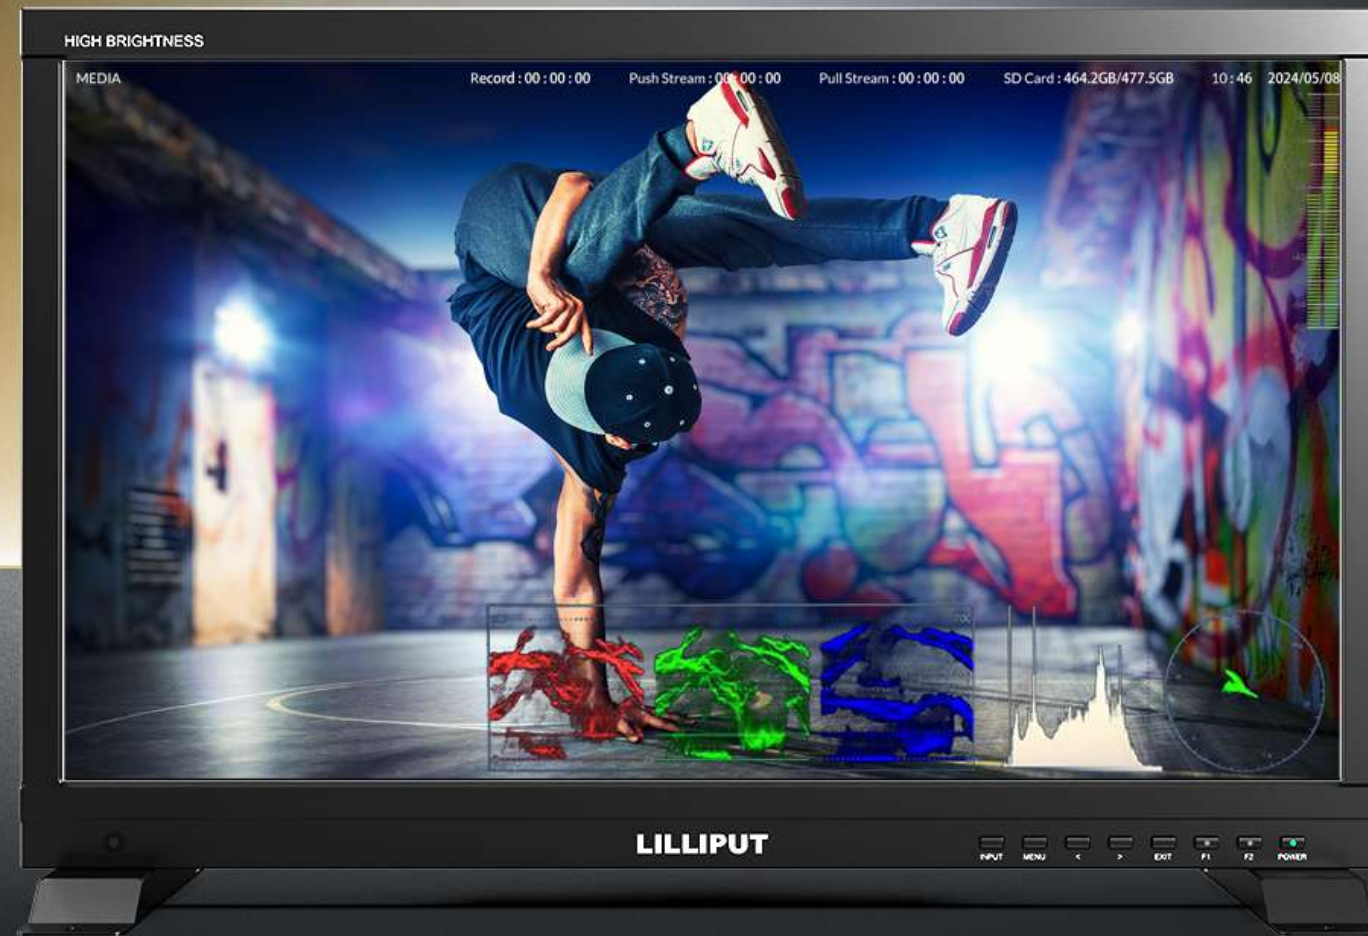 HIGH BRIGHTNESS
MEDIA Record : 00 : 00 : 00 Push Stream : 00 : 00 : 00 Pull Stream : 00 : 00 : 00 SD Card : 464.2GB/477.5GB 10 : 46 2024/05/08
LILLIPUT
INPUT MENU < > EXIT F1 F2 POWER